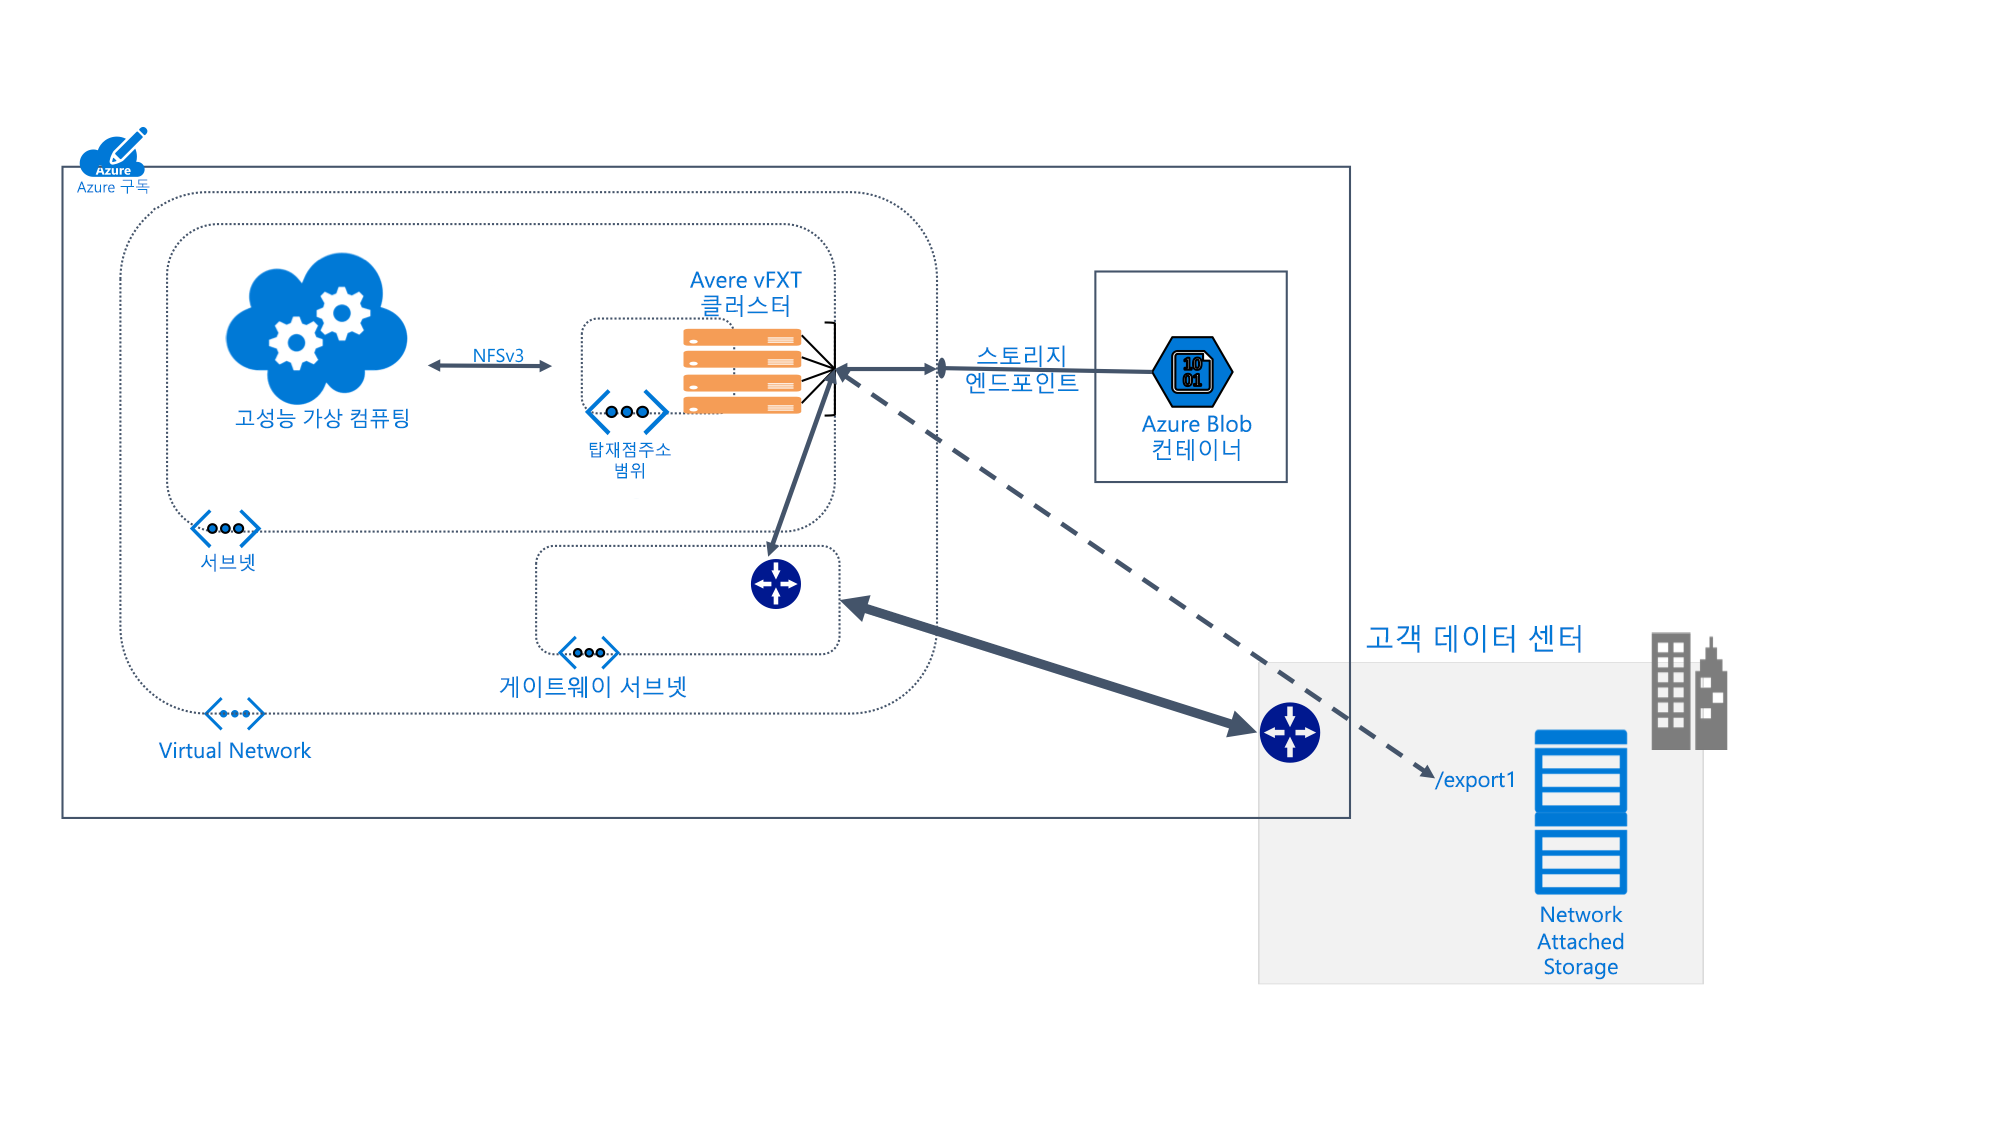 Azure
Azure 구독
Avere vFXT
클러스터
NFSv3
고성능 가상 컴퓨팅
탑재점주소
범위
스토리지
엔드포인트
10
01
Azure Blob
컨테이너
서브넷
게이트웨이 서브넷
Virtual Network
고객 데이터 센터
/export1
Network
Attached
Storage